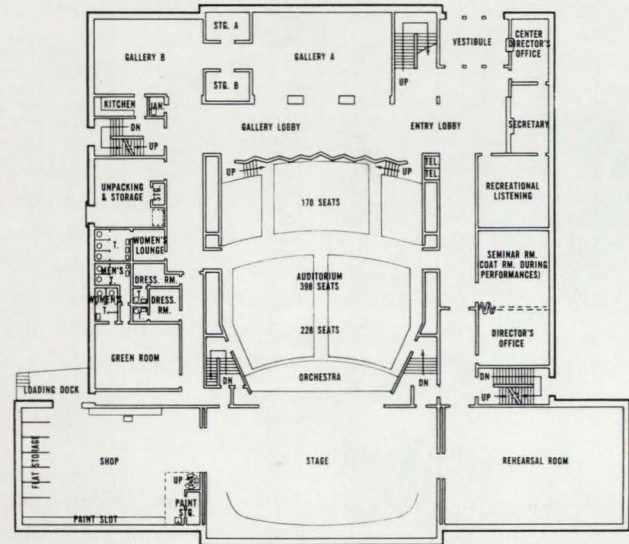 STG. A
GALLERY B
GALLERY A
STG. B
UP
VESTIBULE
CENTER
DIRECTOR'S
OFFICE
KITCHEN
JAN.
DN
UP
GALLERY LOBBY
ENTRY LOBBY
SECRETARY
UNPACKING
& STORAGE
STG.
UP
UP
TEL.
TEL.
170 SEATS
RECREATIONAL
LISTENING
T.
WOMEN'S
LOUNGE
MEN'S
T.
DRESS. RM.
WOMEN'S
T.
T.
DRESS.
RM.
AUDITORIUM
398 SEATS
228 SEATS
SEMINAR RM.
(COAT RM. DURING
PERFORMANCES)
DIRECTOR'S
OFFICE
GREEN ROOM
DN
ORCHESTRA
DN
DN
UP
LOADING DOCK
FLAT STORAGE
SHOP
UP
PAINT
STG.
PAINT SLOT
STAGE
REHEARSAL ROOM